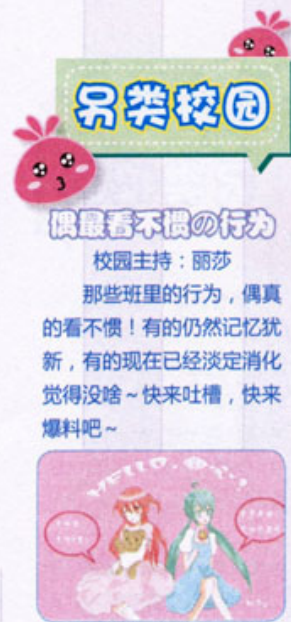 另类校园
偶最看不惯の行为
校园主持：丽莎
那些班里的行为，偶真
的看不惯！有的仍然记忆犹
新，有的现在已经淡定消化
觉得没啥～快来吐槽，快来
爆料吧～